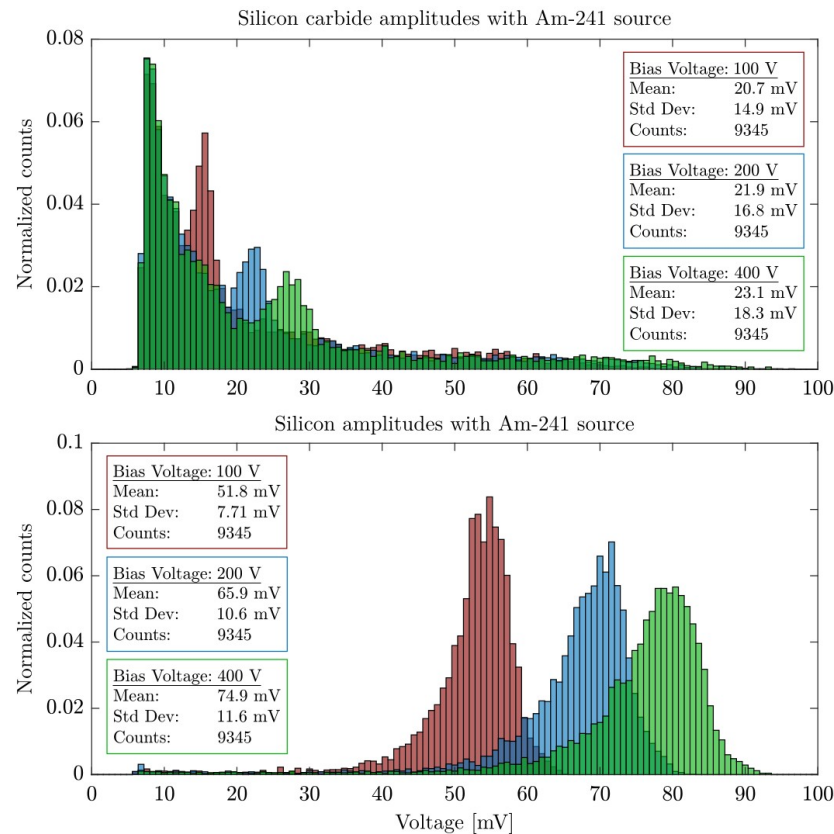 Silicon carbide amplitudes with Am-241 source
0.08
0.06
0.04
0.02
0
Normalized counts
Bias Voltage: 100 V
Mean: 20.7 mV
Std Dev: 14.9 mV
Counts: 9345
Bias Voltage: 200 V
Mean: 21.9 mV
Std Dev: 16.8 mV
Counts: 9345
Bias Voltage: 400 V
Mean: 23.1 mV
Std Dev: 18.3 mV
Counts: 9345
0 10 20 30 40 50 60 70 80 90 100
Silicon amplitudes with Am-241 source
0.1
0.08
0.06
0.04
0.02
0
Normalized counts
Bias Voltage: 100 V
Mean: 51.8 mV
Std Dev: 7.71 mV
Counts: 9345
Bias Voltage: 200 V
Mean: 65.9 mV
Std Dev: 10.6 mV
Counts: 9345
Bias Voltage: 400 V
Mean: 74.9 mV
Std Dev: 11.6 mV
Counts: 9345
0 10 20 30 40 50 60 70 80 90 100
Voltage [mV]